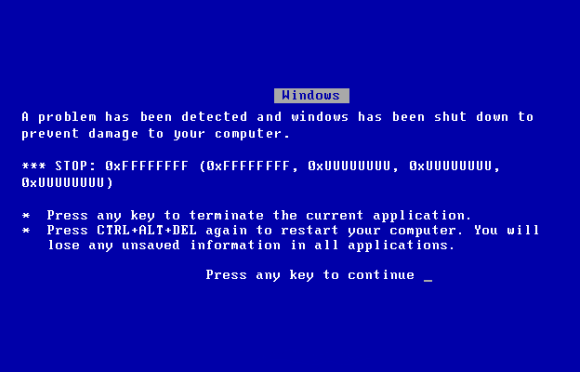 Windows
A problem has been detected and windows has been shut down to
prevent damage to your computer.
*** STOP: 0xFFFFFFFF (0xFFFFFFFF, 0xUUUUUUUU, 0xUUUUUUUU,
0xUUUUUUUU)
* Press any key to terminate the current application.
* Press CTRL+ALT+DEL again to restart your computer. You will
lose any unsaved information in all applications.
Press any key to continue _